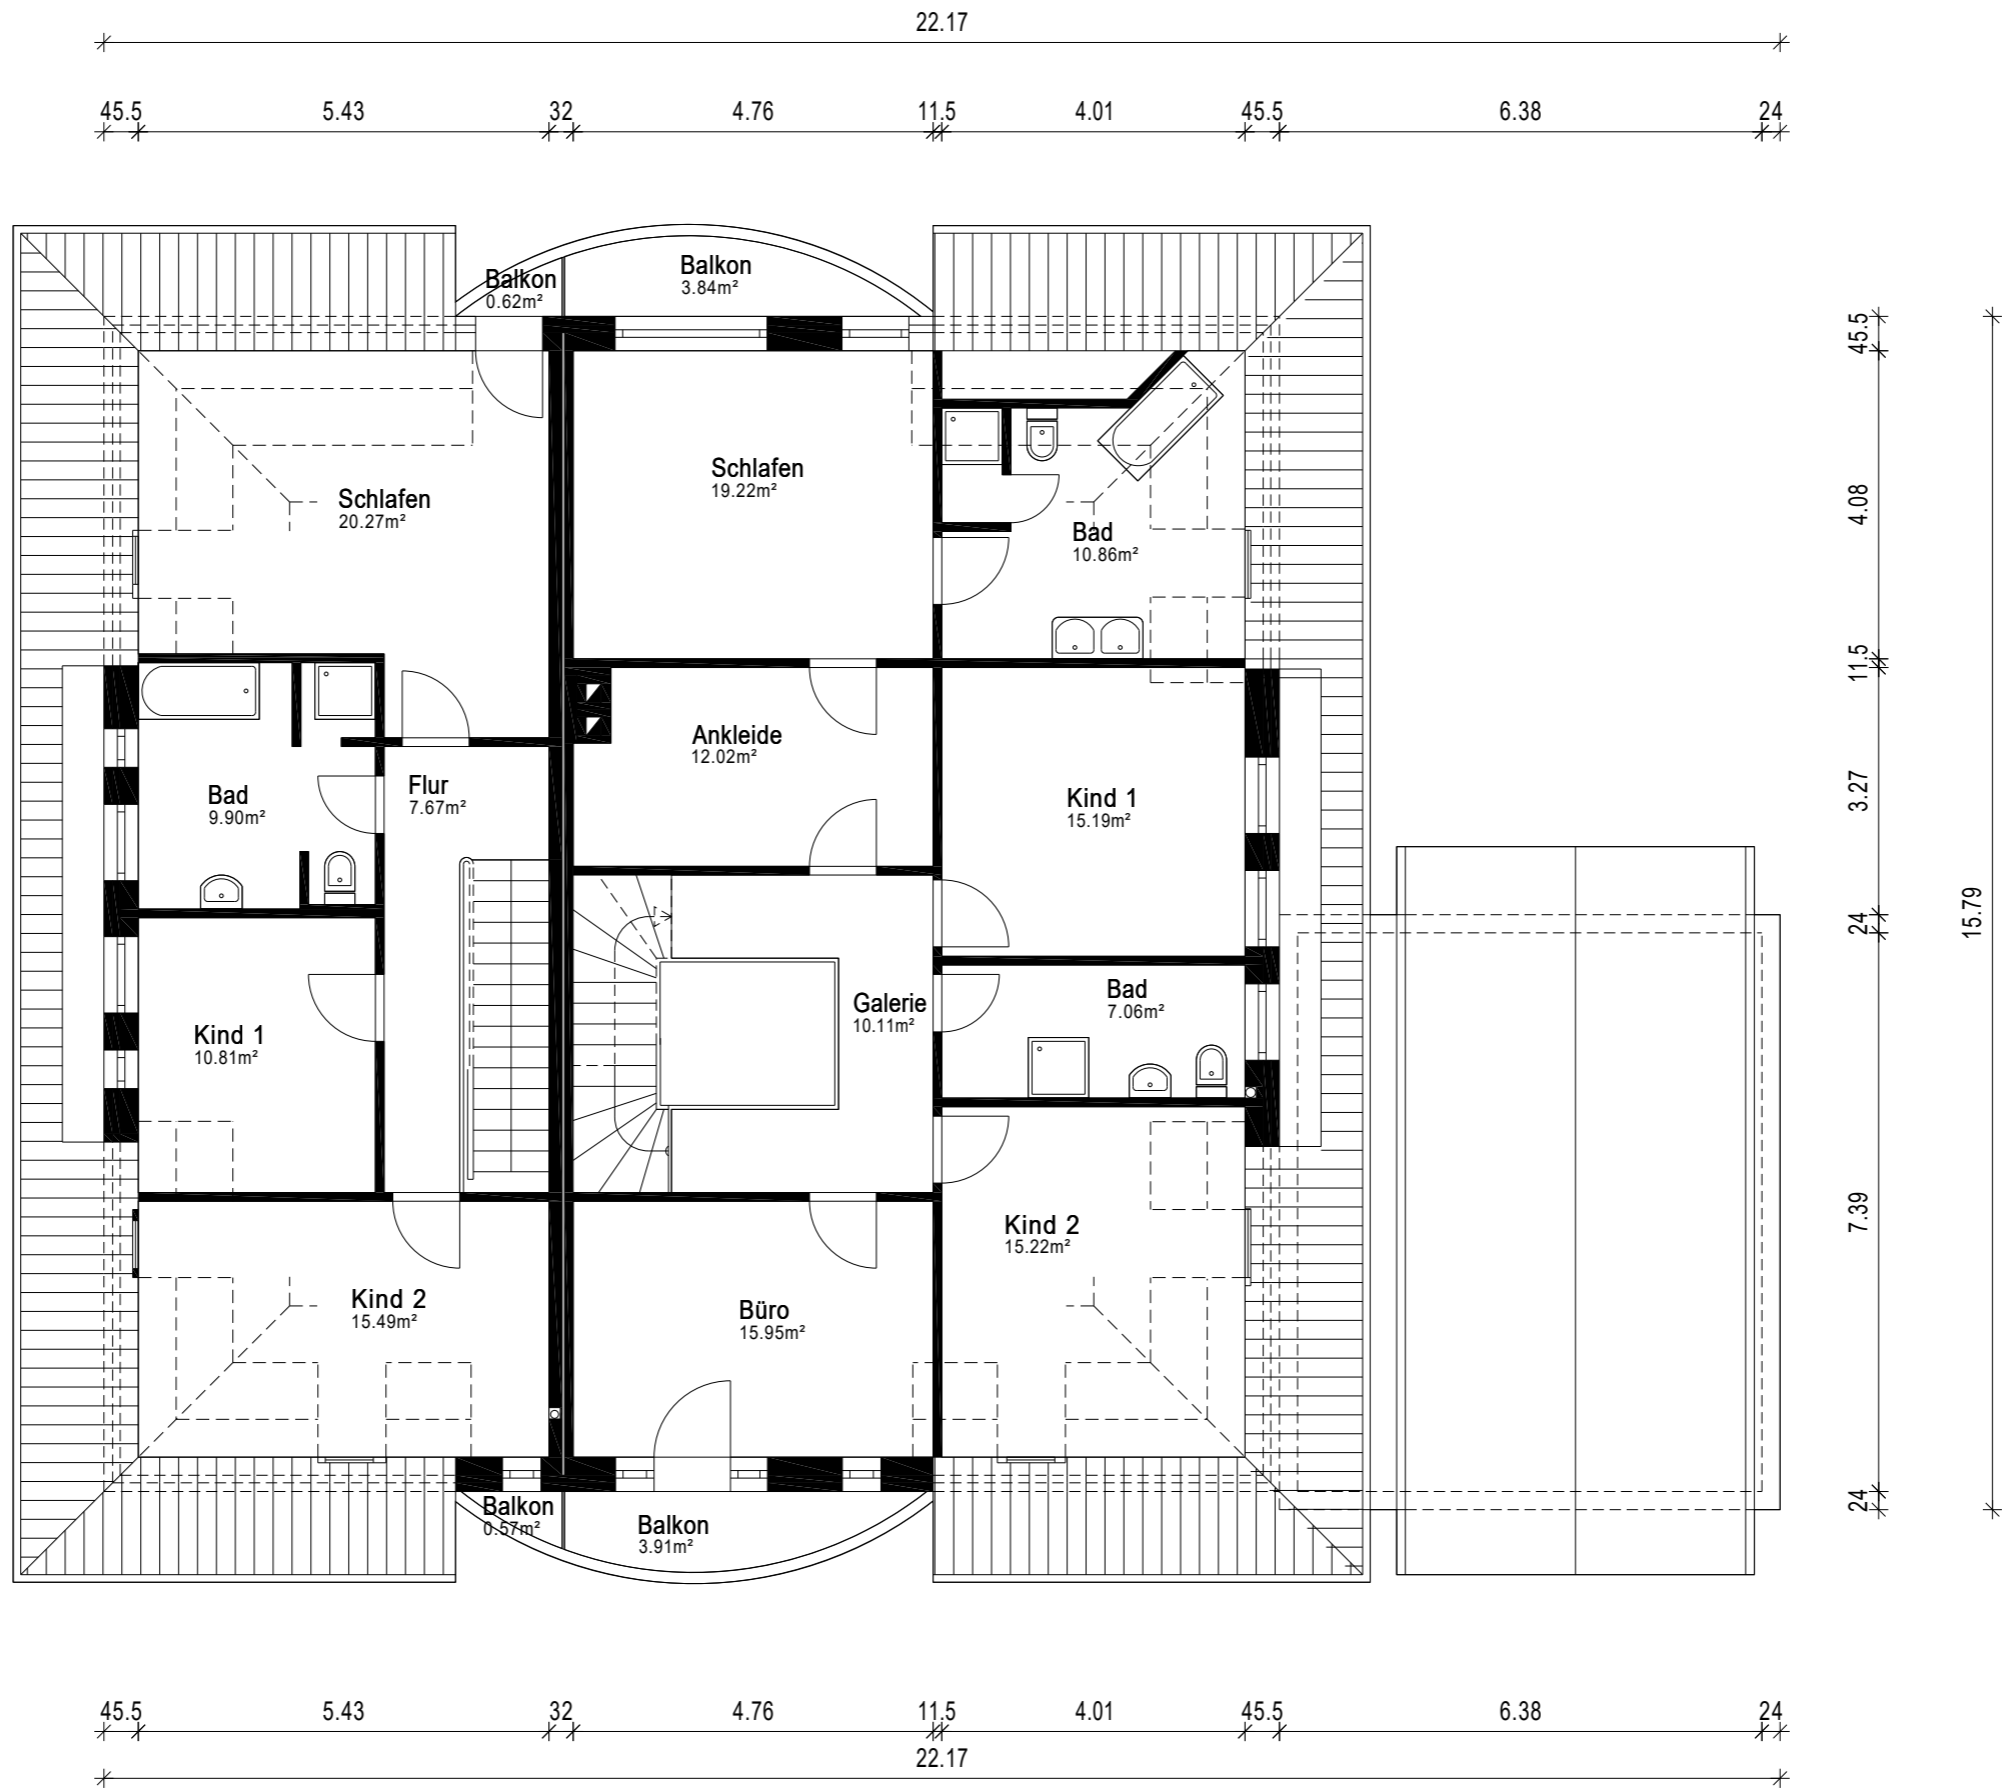 22.17
45.5 5.43 32 4.76 11.5 4.01 45.5 6.38 24
Balkon
0.62m²
Balkon
3.84m²
Schlafen
20.27m²
Schlafen
19.22m²
Bad
10.86m²
Bad
9.90m²
Flur
7.67m²
Ankleide
12.02m²
Kind 1
15.19m²
Kind 1
10.81m²
Galerie
10.11m²
Bad
7.06m²
Kind 2
15.49m²
Büro
15.95m²
Kind 2
15.22m²
Balkon
0.57m²
Balkon
3.91m²
45.5
4.08
11.5
3.27
24
7.39
24
15.79
45.5 5.43 32 4.76 11.5 4.01 45.5 6.38 24
22.17